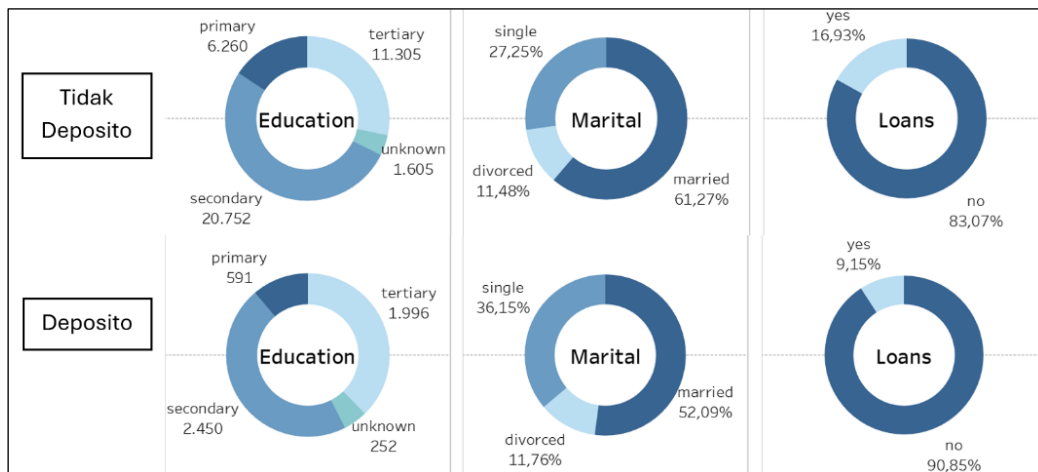 Tidak
Deposito
primary
6.260
tertiary
11.305
Education
unknown
1.605
secondary
20.752
single
27,25%
Marital
divorced
11,48%
married
61,27%
yes
16,93%
Loans
no
83,07%
Deposito
primary
591
tertiary
1.996
Education
secondary
2.450
unknown
252
single
36,15%
Marital
married
52,09%
divorced
11,76%
yes
9,15%
Loans
no
90,85%